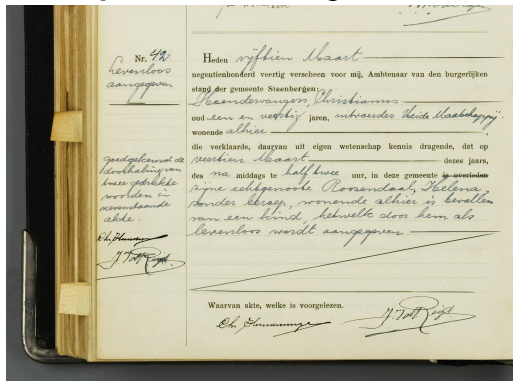 Nr. 42
Levenloos
aangegeven
Heden vijftien Maart
negentienhonderd veertig verscheen voor mij, Ambtenaar van den burgerlijken
stand der gemeente Steenbergen:
Christianus
oud een en veertig jaren, Heide Maatschappij
wonende alhier
die verklaarde, daarvan uit eigen wetenschap kennis dragende, dat op
veertien Maart dezes jaars,
des na middags te half twee uur, in deze gemeente is overleden
zijne echtgenoote Roosendaal, Helena
zonder beroep, wonende alhier is bevallen
van een kind, hetwelk door hem als
levenloos wordt aangegeven
goedgekeurd de
doorhaling van
twee gedrukte
woorden in
nevenstaande
akte.
Waarvan akte, welke is voorgelezen.